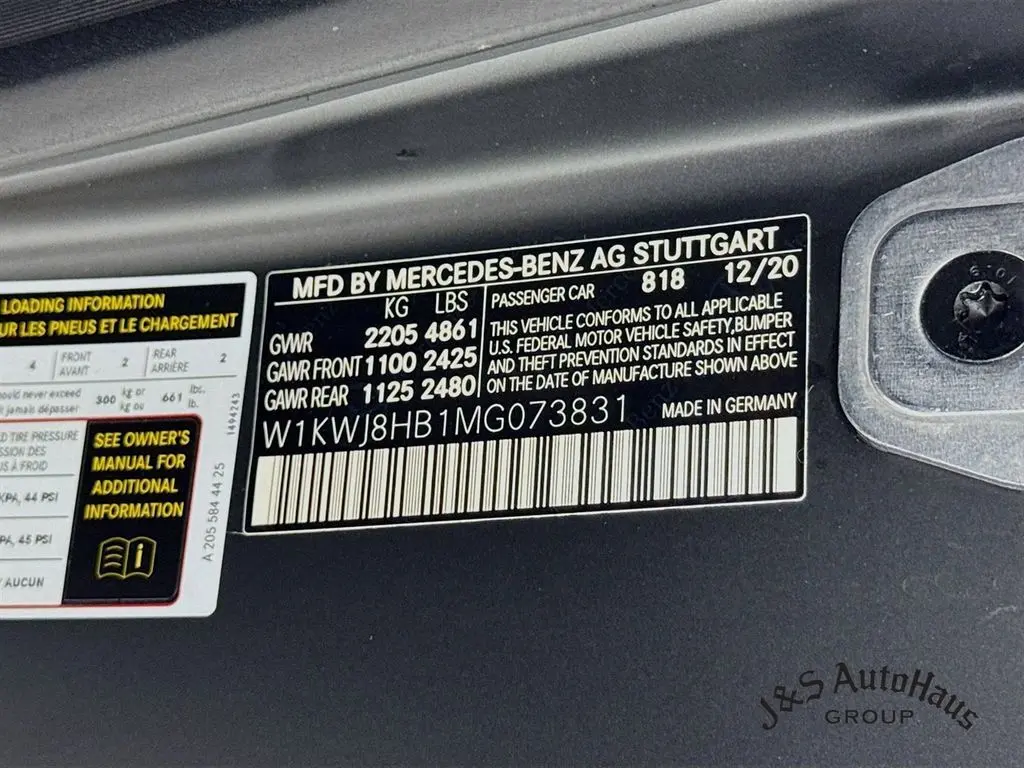 LOADING INFORMATION
UR LES PNEUS ET LE CHARGEMENT
4 FRONT AVANT 2 REAR ARRIÈRE 2
ould never exceed 300 kg or 661 lbs.
t jamais dépasser kg ou lb.
D TIRE PRESSURE
SSION DES
US À FROID
KPA, 44 PSI
PA, 45 PSI
/AUCUN
SEE OWNER'S
MANUAL FOR
ADDITIONAL
INFORMATION
i
149243
A 205 584 44 25
MFD BY MERCEDES-BENZ AG STUTTGART
KG LBS
GWR 2205 4861
GAWR FRONT 1100 2425
GAWR REAR 1125 2480
PASSENGER CAR 818 12/20
THIS VEHICLE CONFORMS TO ALL APPLICABLE
U.S. FEDERAL MOTOR VEHICLE SAFETY,BUMPER
AND THEFT PREVENTION STANDARDS IN EFFECT
ON THE DATE OF MANUFACTURE SHOWN ABOVE
W1KWJ8HB1MG073831 MADE IN GERMANY
J&S AUTOHAUS
GROUP